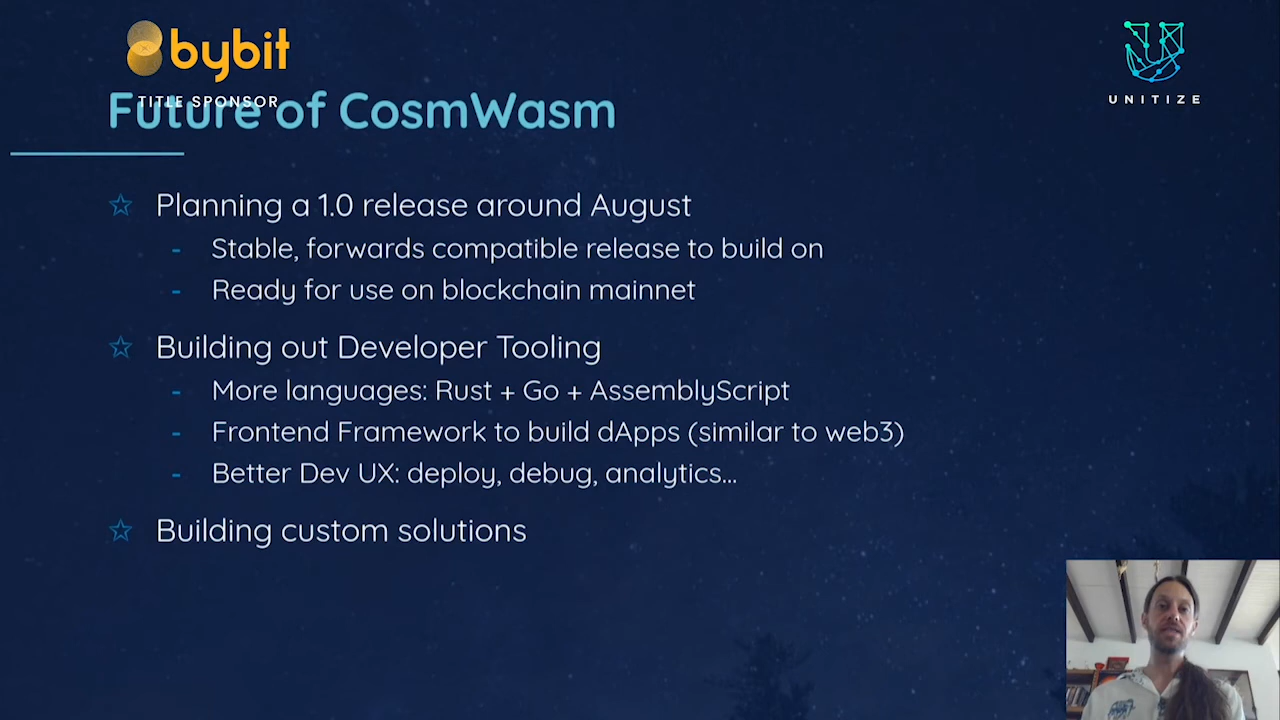 bybit
TITLE SPONSOR
UNITIZE
Future of CosmWasm
Planning a 1.0 release around August
- Stable, forwards compatible release to build on
- Ready for use on blockchain mainnet
Building out Developer Tooling
- More languages: Rust + Go + AssemblyScript
- Frontend Framework to build dApps (similar to web3)
- Better Dev UX: deploy, debug, analytics...
Building custom solutions